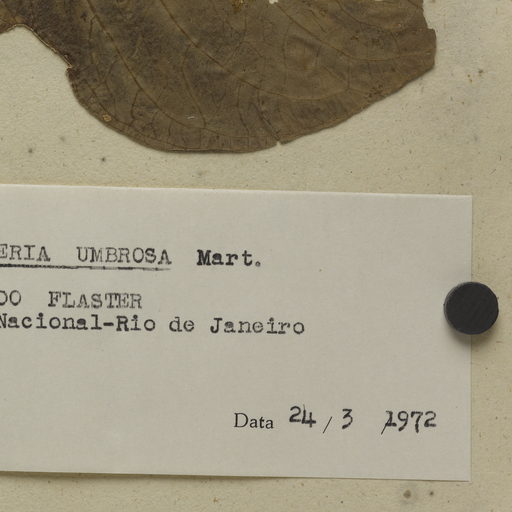 ERIA UMBROSA Mart.
DO FLASTER
Nacional-Rio de Janeiro
Data 24 / 3 /1972